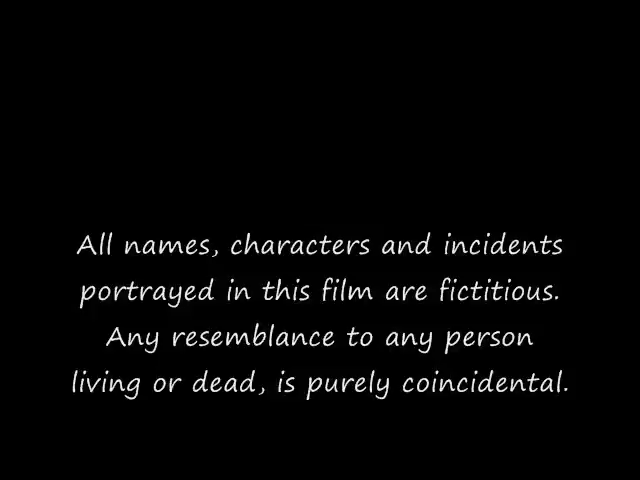 All names, characters and incidents
portrayed in this film are fictitious.
Any resemblance to any person
living or dead, is purely coincidental.